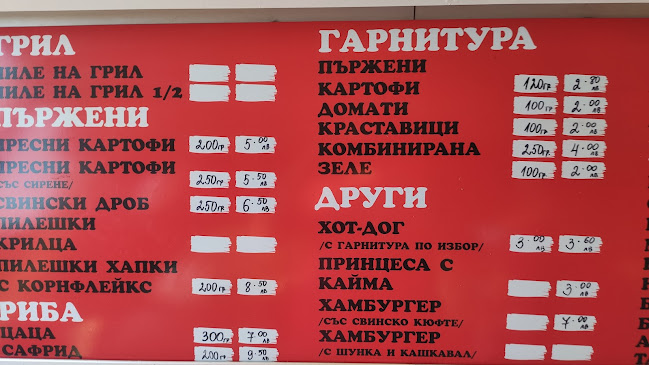 ГРИЛ
ПИЛЕ НА ГРИЛ
ПИЛЕ НА ГРИЛ 1/2
ПЪРЖЕНИ
ПРЕСНИ КАРТОФИ 200гр 5.00 лв
ПРЕСНИ КАРТОФИ
/СЪС СИРЕНЕ/ 250гр 5.50 лв
СВИНСКИ ДРОБ 250гр 6.50 лв
ПИЛЕШКИ
КРИЛЦА
ПИЛЕШКИ ХАПКИ
С КОРНФЛЕЙКС 200гр 8.50 лв
РИБА
ЦАЦА 300гр 7.00 лв
САФРИД 200гр 9.50 лв
ГАРНИТУРА
ПЪРЖЕНИ
КАРТОФИ 120гр 2.80 лв
ДОМАТИ 100гр 2.00 лв
КРАСТАВИЦИ 100гр 2.00 лв
КОМБИНИРАНА 250гр 4.00 лв
ЗЕЛЕ 100гр 2.00 лв
ДРУГИ
ХОТ-ДОГ
/С ГАРНИТУРА ПО ИЗБОР/ 3.00 лв 3.60 лв
ПРИНЦЕСА С
КАЙМА 3.00 лв
ХАМБУРГЕР
/СЪС СВИНСКО КЮФТЕ/ 7.00 лв
ХАМБУРГЕР
/С ШУНКА И КАШКАВАЛ/